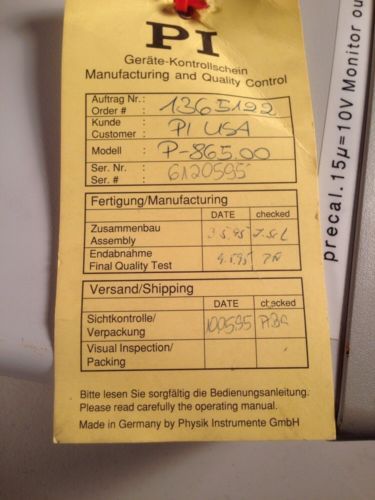 PI
Geräte-Kontrollschein
Manufacturing and Quality Control
Auftrag Nr.:
Order # : 1365192
Kunde
Customer : PI USA
Modell : P-865.00
Ser. Nr. :
Ser. # 6120595
Fertigung/Manufacturing
DATE checked
Zusammenbau
Assembly
Endabnahme
Final Quality Test
Versand/Shipping
DATE checked
Sichtkontrolle/
Verpackung 100595
Visual Inspection/
Packing
Bitte lesen Sie sorgfältig die Bedienungsanleitung.
Please read carefully the operating manual.
Made in Germany by Physik Instrumente GmbH
precal.15µ=10V Monitor ou